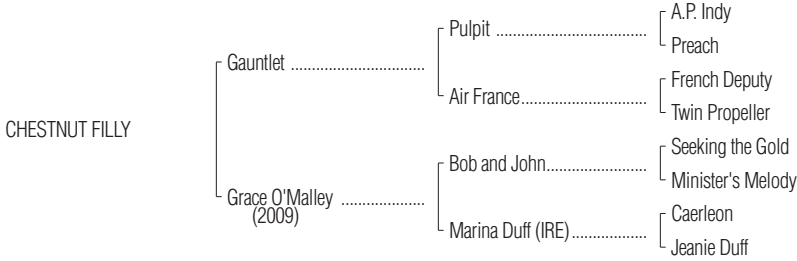 A.P. Indy
Pulpit ....................................
Preach
Gauntlet ................................
French Deputy
Air France..............................
Twin Propeller
CHESTNUT FILLY
Seeking the Gold
Bob and John........................
Minister's Melody
Grace O'Malley ....................
(2009)
Caerleon
Marina Duff (IRE)..................
Jeanie Duff